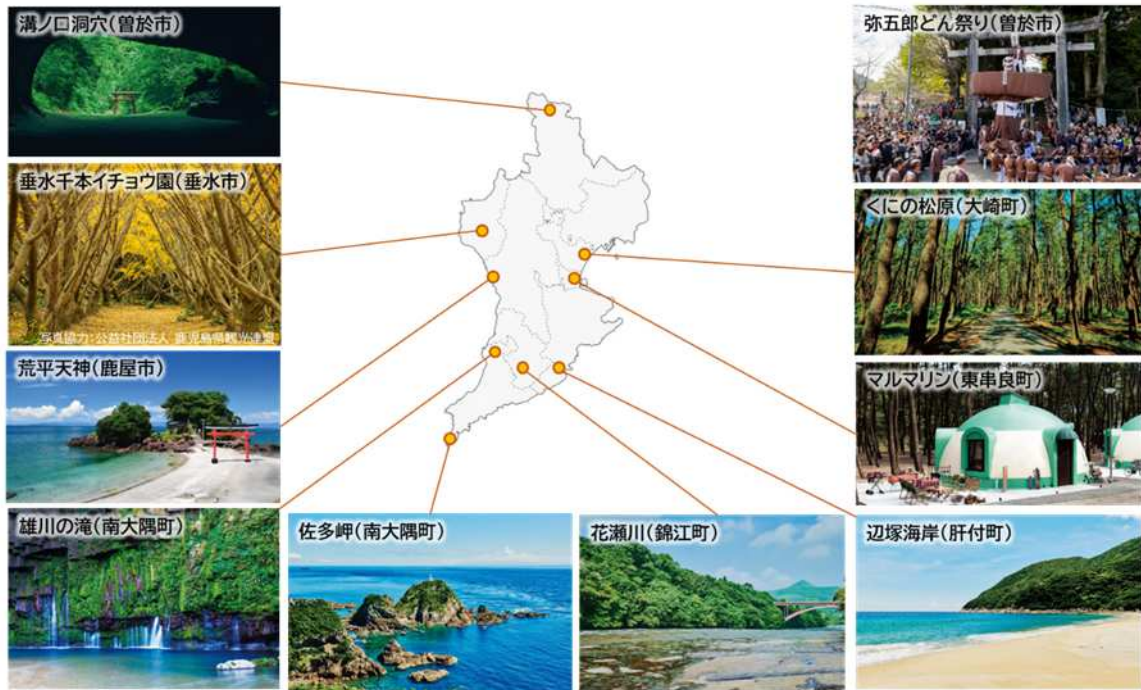 溝ノ口洞穴(曽於市)
弥五郎どん祭り(曽於市)
垂水千本イチョウ園(垂水市)
写真協力:公益社団法人 鹿児島県観光連盟
くにの松原(大崎町)
荒平天神(鹿屋市)
マルマリン(東串良町)
雄川の滝(南大隅町)
佐多岬(南大隅町)
花瀬川(錦江町)
辺塚海岸(肝付町)